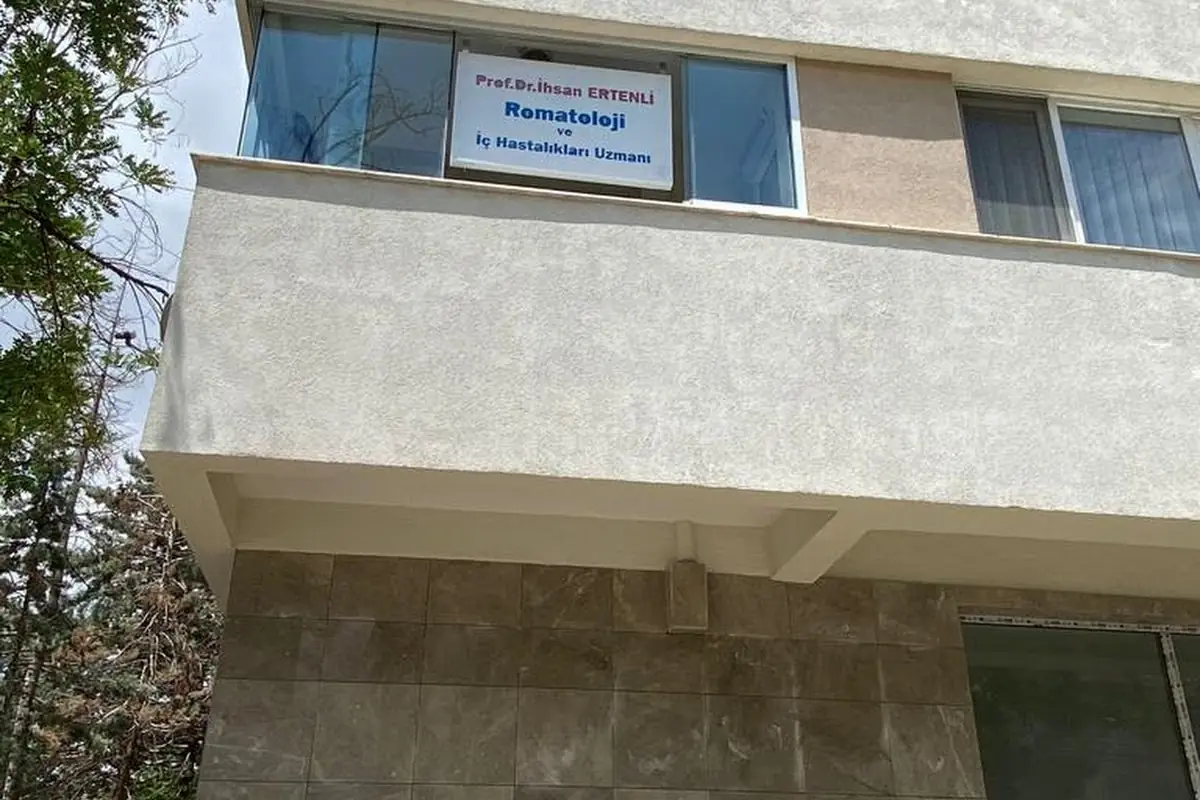 Prof.Dr.İhsan ERTENLİ
Romatoloji
ve
İç Hastalıkları Uzmanı